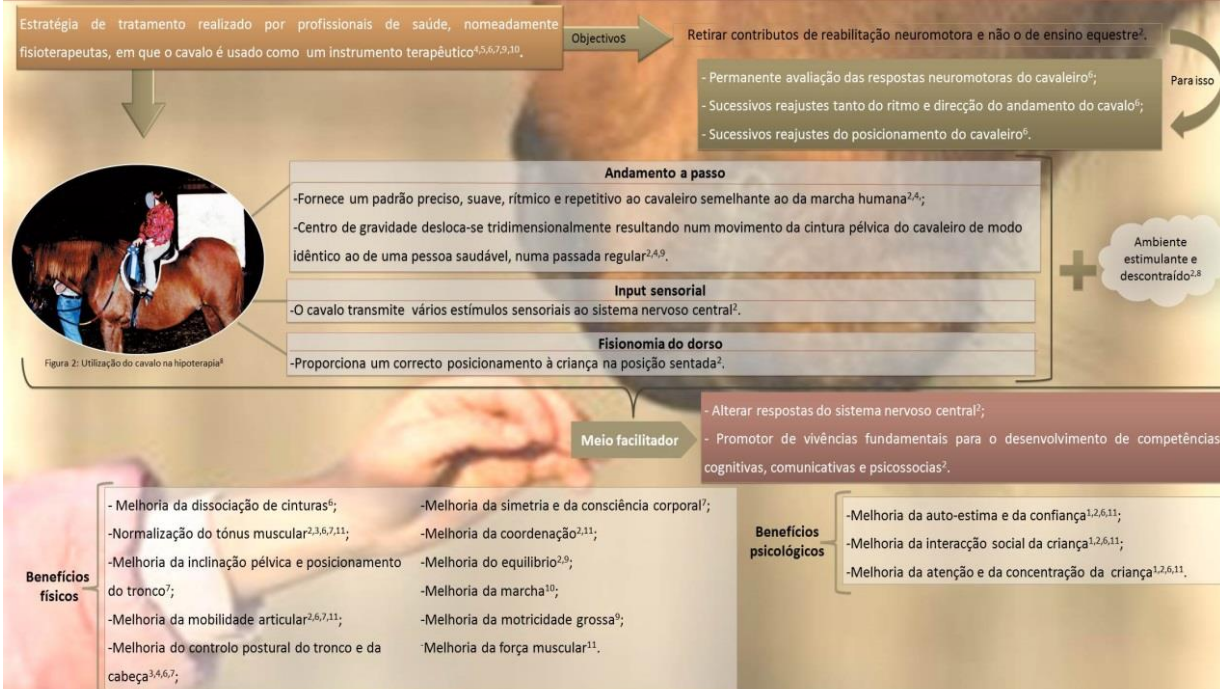 Estratégia de tratamento realizado por profissionais de saúde, nomeadamente
fisioterapeutas, em que o cavalo é usado como um instrumento terapêutico4,5,6,7,9,10.
Objectivos
Retirar contributos de reabilitação neuromotora e não o de ensino equestre2.
Para isso
- Permanente avaliação das respostas neuromotoras do cavaleiro6;
- Sucessivos reajustes tanto do ritmo e direcção do andamento do cavalo6;
- Sucessivos reajustes do posicionamento do cavaleiro6.
Andamento a passo
-Fornece um padrão preciso, suave, rítmico e repetitivo ao cavaleiro semelhante ao da marcha humana2,4,;
-Centro de gravidade desloca-se tridimensionalmente resultando num movimento da cintura pélvica do cavaleiro de modo
idêntico ao de uma pessoa saudável, numa passada regular2,4,9.
Input sensorial
-O cavalo transmite vários estímulos sensoriais ao sistema nervoso central2.
Fisionomia do dorso
-Proporciona um correcto posicionamento à criança na posição sentada2.
Ambiente
estimulante e
descontraído2,8
Figura 2: Utilização do cavalo na hipoterapia8
Meio facilitador
- Alterar respostas do sistema nervoso central2;
- Promotor de vivências fundamentais para o desenvolvimento de competências
cognitivas, comunicativas e psicossocias2.
Benefícios
físicos
- Melhoria da dissociação de cinturas6;
-Normalização do tónus muscular2,3,6,7,11;
-Melhoria da inclinação pélvica e posicionamento
do tronco7;
-Melhoria da mobilidade articular2,6,7,11;
-Melhoria do controlo postural do tronco e da
cabeça3,4,6,7;
-Melhoria da simetria e da consciência corporal7;
-Melhoria da coordenação2,11;
-Melhoria do equilibrio2,9;
-Melhoria da marcha10;
-Melhoria da motricidade grossa9;
-Melhoria da força muscular11.
Benefícios
psicológicos
-Melhoria da auto-estima e da confiança1,2,6,11;
-Melhoria da interacção social da criança1,2,6,11;
-Melhoria da atenção e da concentração da criança1,2,6,11.